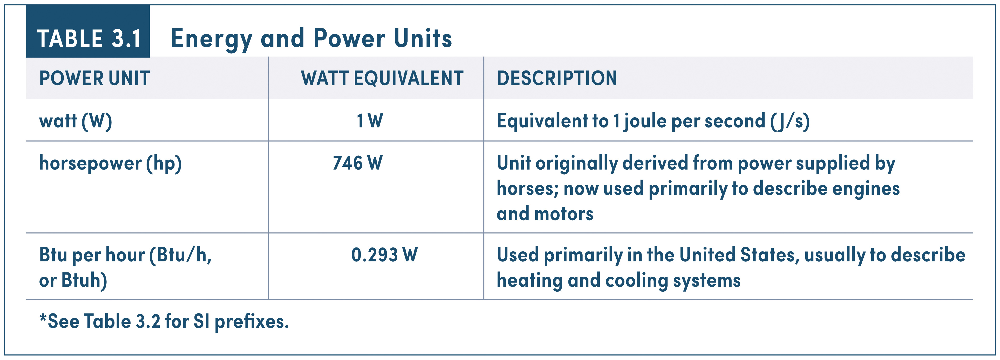 TABLE 3.1 Energy and Power Units
POWER UNIT WATT EQUIVALENT DESCRIPTION
watt (W) 1 W Equivalent to 1 joule per second (J/s)
horsepower (hp) 746 W Unit originally derived from power supplied by
horses; now used primarily to describe engines
and motors
Btu per hour (Btu/h, 0.293 W Used primarily in the United States, usually to describe
or Btuh) heating and cooling systems
*See Table 3.2 for SI prefixes.